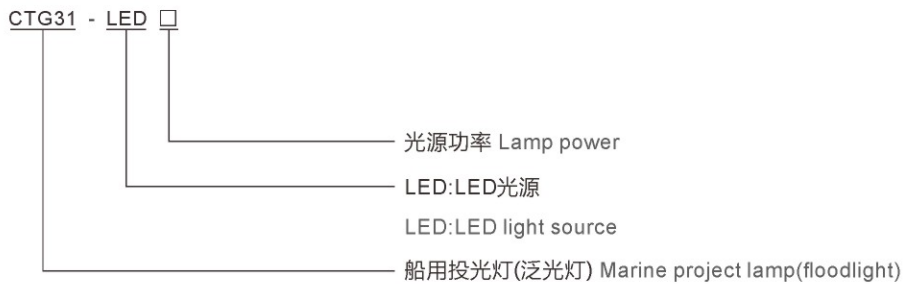 CTG31 - LED □
光源功率 Lamp power
LED:LED光源
LED:LED light source
船用投光灯(泛光灯) Marine project lamp(floodlight)